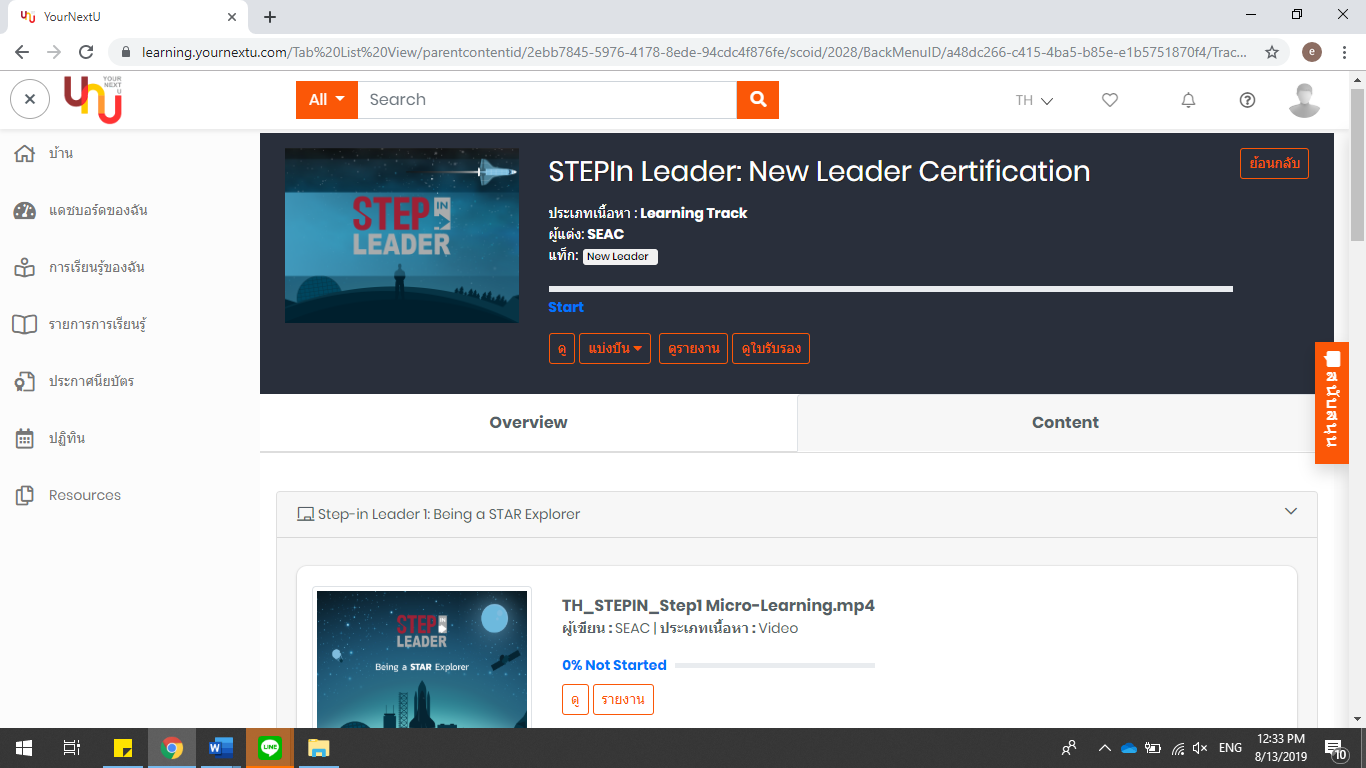 YourNextU
learning.yournextu.com/Tab%20List%20View/parentcontentid/2ebb7845-5976-4178-8ede-94cdc4f876fe/scoid/2028/BackMenuID/a48dc266-c415-4ba5-b85e-e1b5751870f4/Trac...
e
YOUR
NEXT
U
unU
All
Search
TH
บ้าน
แดชบอร์ดของฉัน
การเรียนรู้ของฉัน
รายการการเรียนรู้
ประกาศนียบัตร
ปฏิทิน
Resources
STEP IN
LEADER
STEPIn Leader: New Leader Certification
ย้อนกลับ
ประเภทเนื้อหา : Learning Track
ผู้แต่ง: SEAC
แท็ก: New Leader
Start
ดู แบ่งปัน ดูรายงาน ดูใบรับรอง
Overview Content
Step-in Leader 1: Being a STAR Explorer
STEP IN
LEADER
Being a STAR Explorer
TH_STEPIN_Step1 Micro-Learning.mp4
ผู้เขียน : SEAC | ประเภทเนื้อหา : Video
0% Not Started
ดู รายงาน
ENG
12:33 PM
8/13/2019
10